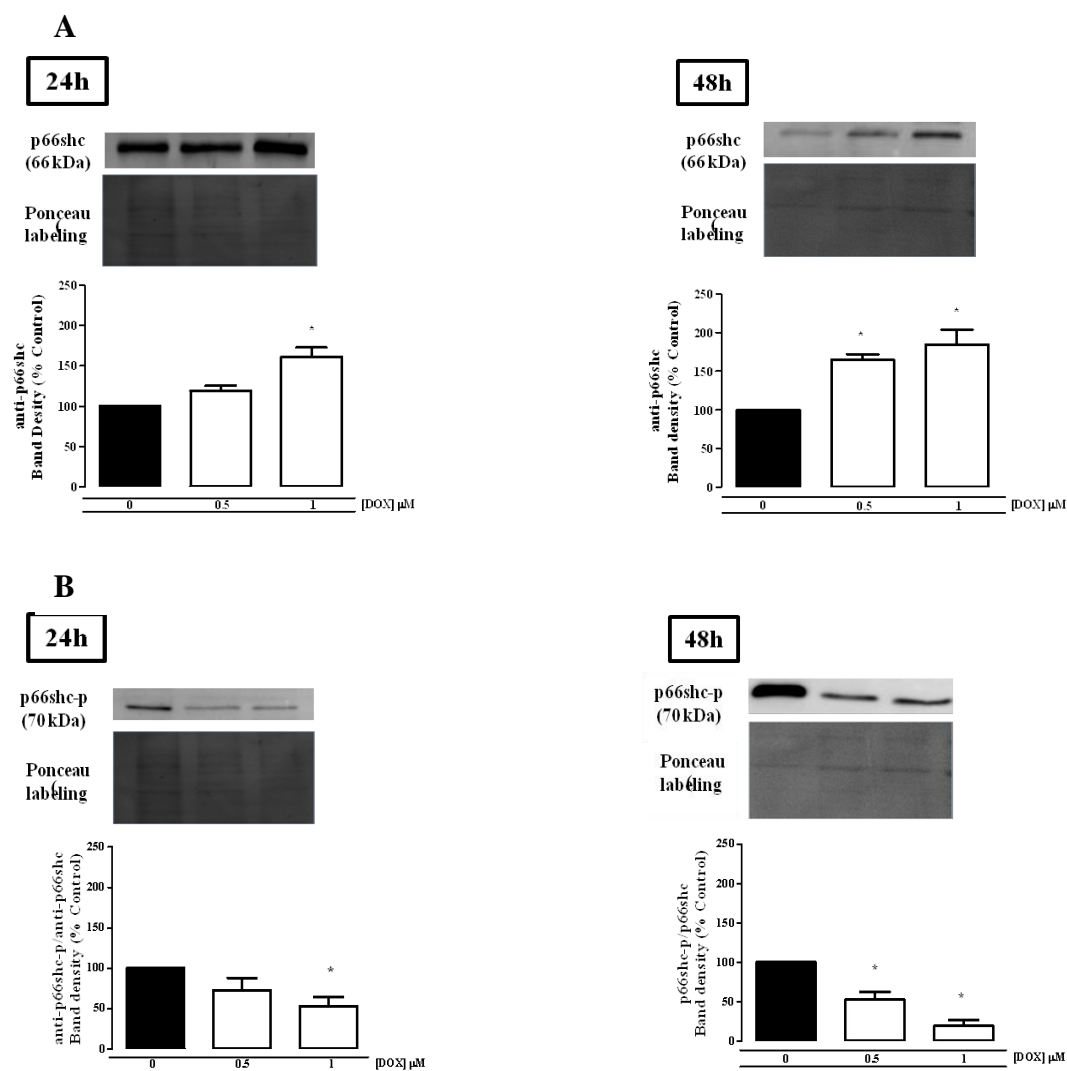 A
24h
p66shc
(66kDa)
Ponceau
labeling
anti-p66shc
Band Desity (% Control)
250
200
150
100
50
0
*
0 0.5 1 [DOX] µM
48h
p66shc
(66kDa)
Ponceau
labeling
anti-p66shc
Band density (% Control)
250
200
150
100
50
0
* *
0 0.5 1 [DOX] µM
B
24h
p66shc-p
(70kDa)
Ponceau
labeling
anti-p66shc-p/anti-p66shc
Band density (% Control)
250
200
150
100
50
0
*
0 0.5 1 [DOX] µM
48h
p66shc-p
(70kDa)
Ponceau
labeling
p66shc-p/p66shc
Band density (% Control)
250
200
150
100
50
0
* *
0 0.5 1 [DOX] µM